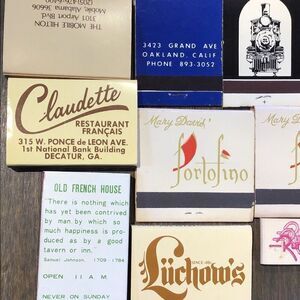 THE MOBILE HILTON
3101 Airport Blvd
Mobile, Alabama 36606
3423 GRAND AVE
OAKLAND, CALIF
PHONE 893-3052
Claudette
RESTAURANT
FRANÇAIS
315 W. PONCE de LEON AVE.
1st National Bank Building
DECATUR, GA.
Mary David'
Portofino
Mary
Portofin
OLD FRENCH HOUSE
"There is nothing which
has yet been contrived
by man by which so
much happiness is pro-
duced as by a good
tavern or inn."
Samuel Johnson, 1709 - 1784
OPEN 11 A M
NEVER ON SUNDAY
SINCE 1882
Lüchow's